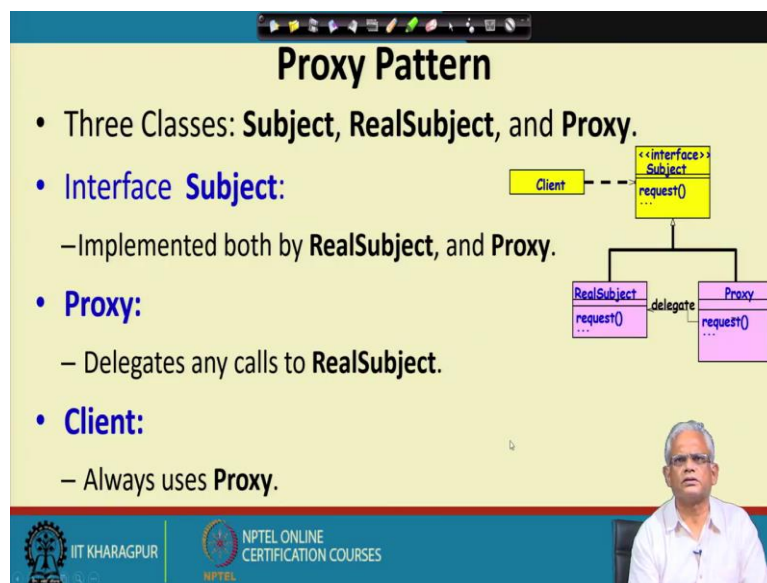 Proxy Pattern
• Three Classes: Subject, RealSubject, and Proxy.
• Interface Subject:
–Implemented both by RealSubject, and Proxy.
• Proxy:
– Delegates any calls to RealSubject.
• Client:
– Always uses Proxy.
<<interface>>
Subject
request()
...
Client
RealSubject
request()
...
delegate
Proxy
request()
...
IIT KHARAGPUR
NPTEL
NPTEL ONLINE
CERTIFICATION COURSES